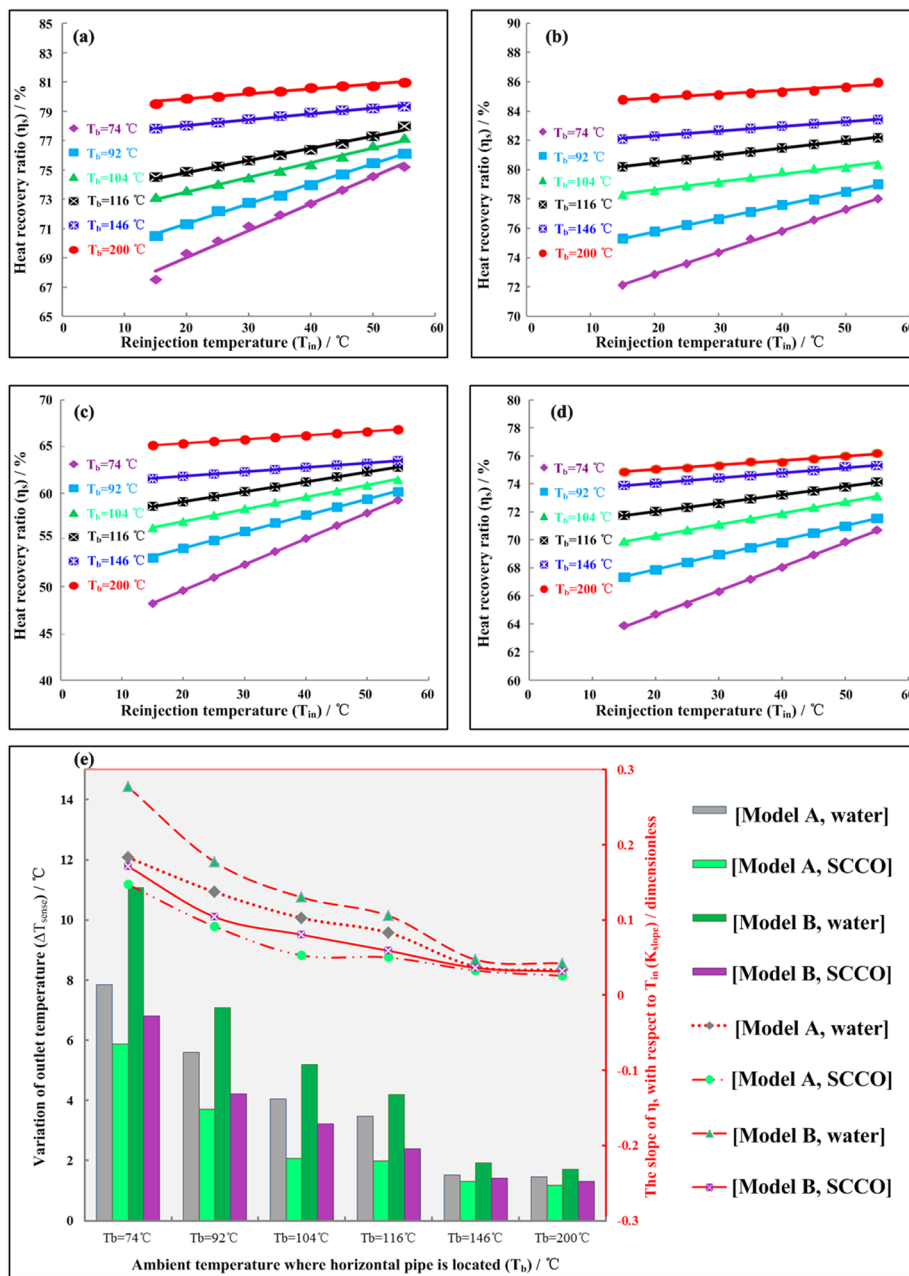 (a)
Heat recovery ratio (ηs) / %
85
83
81
79
77
75
73
71
69
67
65
Tb=74 ℃
Tb=92 ℃
Tb=104 ℃
Tb=116 ℃
Tb=146 ℃
Tb=200 ℃
0 10 20 30 40 50 60
Reinjection temperature (Tin) / ℃
(b)
Heat recovery ratio (ηs) / %
90
88
86
84
82
80
78
76
74
72
70
Tb=74 ℃
Tb=92 ℃
Tb=104 ℃
Tb=116 ℃
Tb=146 ℃
Tb=200 ℃
0 10 20 30 40 50 60
Reinjection temperature (Tin) / ℃
(c)
Heat recovery ratio (ηs) / %
70
65
60
55
50
45
40
Tb=74 ℃
Tb=92 ℃
Tb=104 ℃
Tb=116 ℃
Tb=146 ℃
Tb=200 ℃
0 10 20 30 40 50 60
Reinjection temperature (Tin) / ℃
(d)
Heat recovery ratio (ηs) / %
80
78
76
74
72
70
68
66
64
62
60
Tb=74 ℃
Tb=92 ℃
Tb=104 ℃
Tb=116 ℃
Tb=146 ℃
Tb=200 ℃
0 10 20 30 40 50 60
Reinjection temperature (Tin) / ℃
(e)
Variation of outlet temperature (ΔTsense) / ℃
14
12
10
8
6
4
2
0
Tb=74℃ Tb=92℃ Tb=104℃ Tb=116℃ Tb=146℃ Tb=200℃
Ambient temperature where horizontal pipe is located (Tb) / ℃
0.3
0.2
0.1
0
-0.1
-0.2
-0.3
The slope of ηs with respect to Tin (Kslope) / dimensionless
[Model A, water]
[Model A, SCCO]
[Model B, water]
[Model B, SCCO]
[Model A, water]
[Model A, SCCO]
[Model B, water]
[Model B, SCCO]